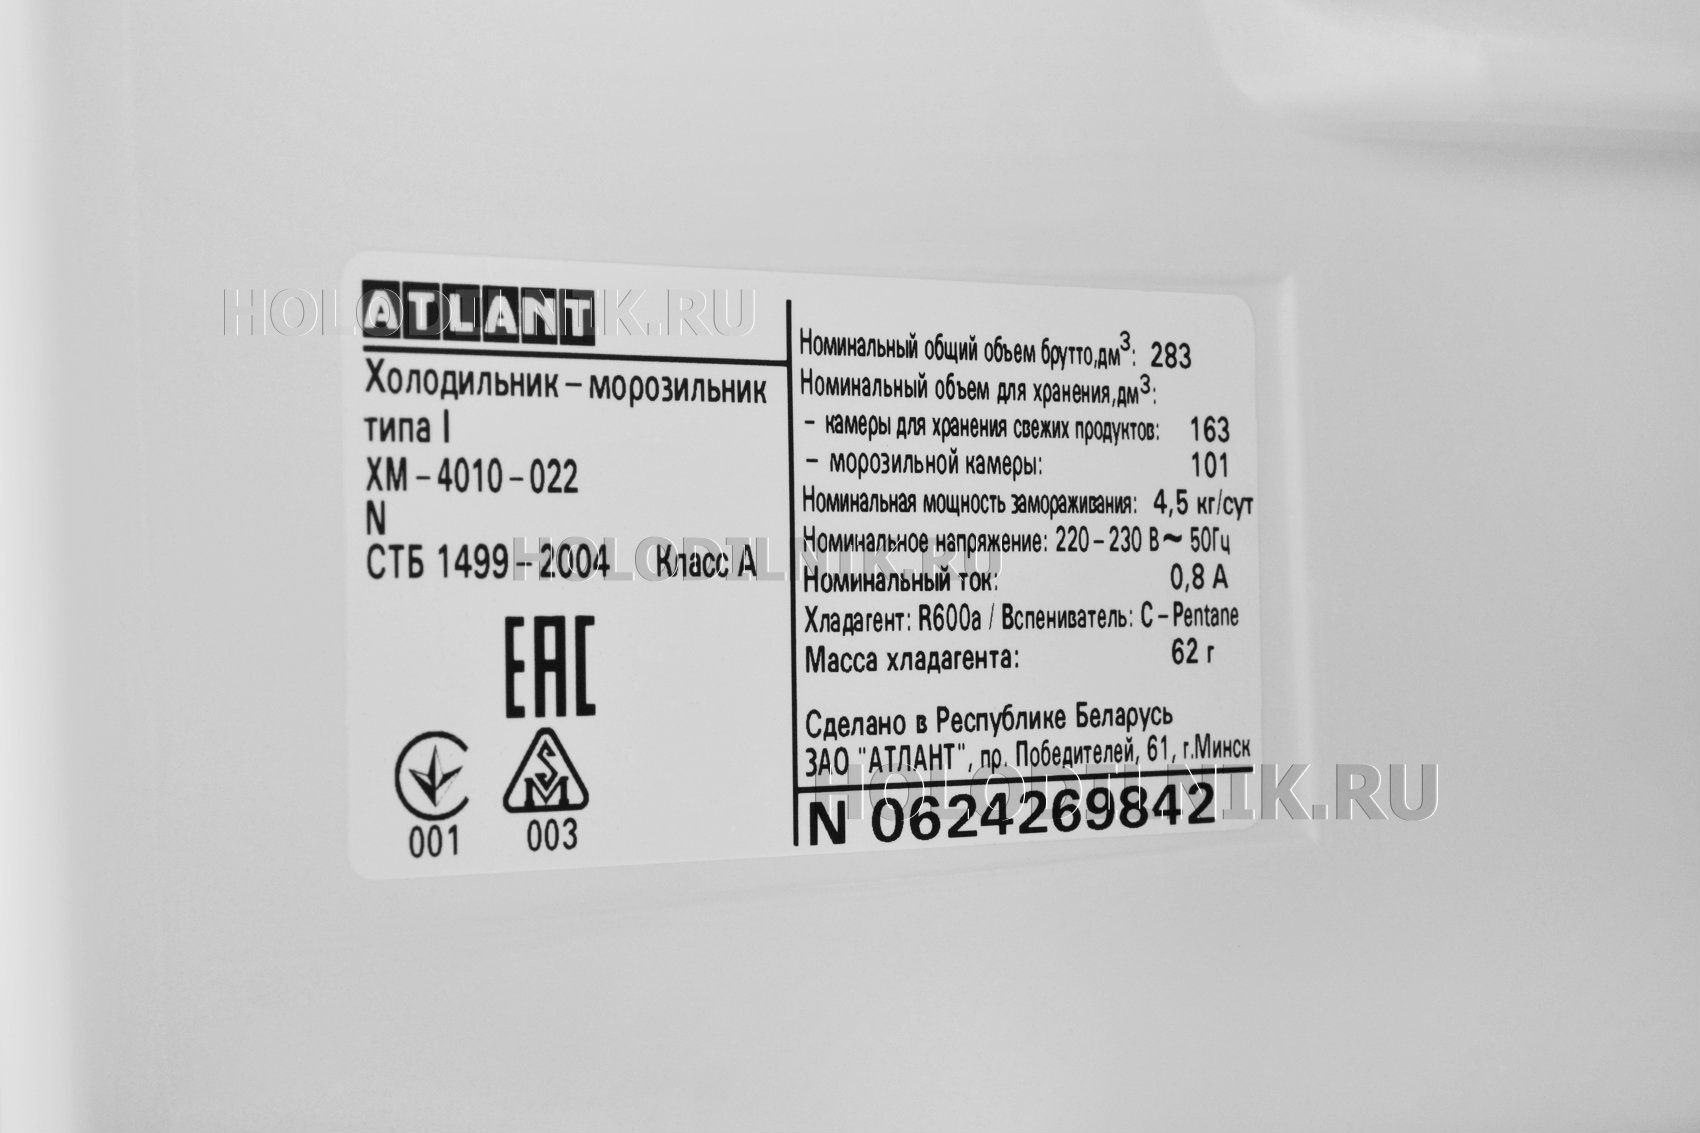 ATLANT
Холодильник – морозильник
типа I
ХМ – 4010 – 022
N
СТБ 1499 – 2004 Класс А
ЕАС
001
SM
003
Номинальный общий объем брутто,дм³: 283
Номинальный объем для хранения,дм³:
– камеры для хранения свежих продуктов: 163
– морозильной камеры: 101
Номинальная мощность замораживания: 4,5 кг/сут
Номинальное напряжение: 220 – 230 В ~ 50Гц
Номинальный ток: 0,8 А
Хладагент: R600a / Вспениватель: C – Pentane
Масса хладагента: 62 г
Сделано в Республике Беларусь
ЗАО "АТЛАНТ", пр. Победителей, 61, г.Минск
N 0624269842
HOLODILNIK.RU
HOLODILNIK.RU
HOLODILNIK.RU